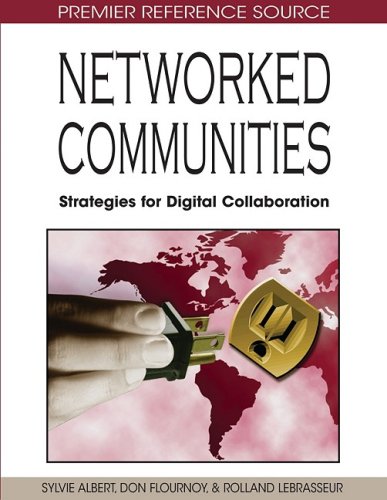 PREMIER REFERENCE SOURCE
NETWORKED
COMMUNITIES
Strategies for Digital Collaboration
SYLVIE ALBERT, DON FLOURNOY, & ROLLAND LEBRASSEUR